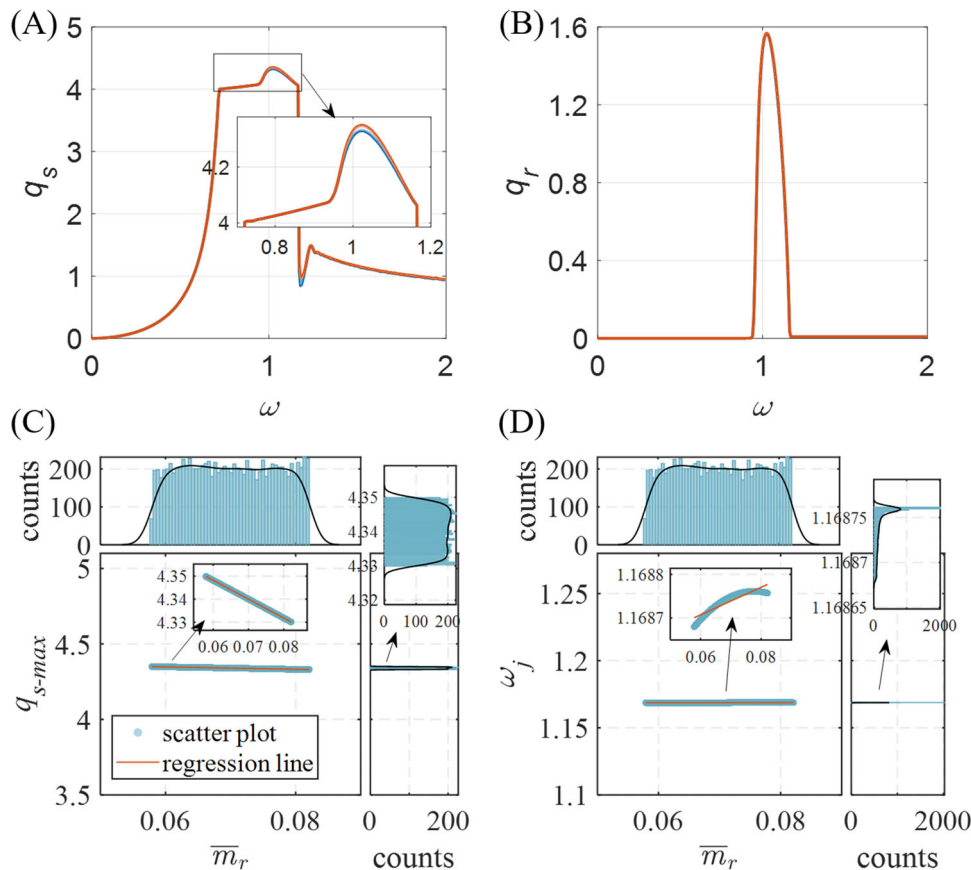 (A)
5
4
3
2
1
0
q_s
0 1 2
ω
4.2
4
0.8 1 1.2
(B)
1.6
1.2
0.8
0.4
0
q_r
0 1 2
ω
(C)
counts
200
100
0
4.35
4.34
4.33
4.32
0 100 200
5
4.5
4
3.5
q_{s-max}
4.35
4.34
4.33
0.06 0.07 0.08
scatter plot
regression line
0.06 0.08
m̅_r
0 200
counts
(D)
counts
200
100
0
1.16875
1.1687
1.16865
0 2000
1.25
1.2
1.15
1.1
ω_j
1.1688
1.1687
0.06 0.08
0.06 0.08
m̅_r
0 1000 2000
counts